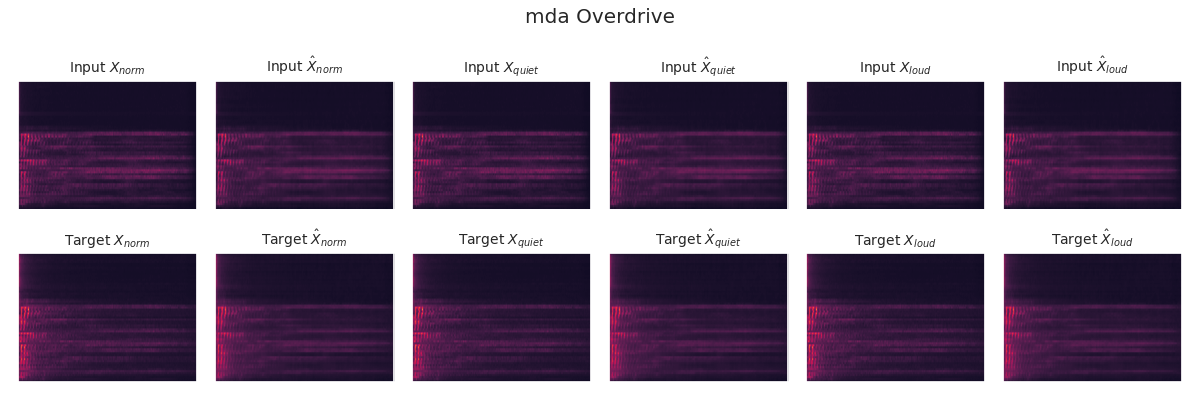 mda Overdrive
Input X_norm Input X̂_norm Input X_quiet Input X̂_quiet Input X_loud Input X̂_loud
Target X_norm Target X̂_norm Target X_quiet Target X̂_quiet Target X_loud Target X̂_loud